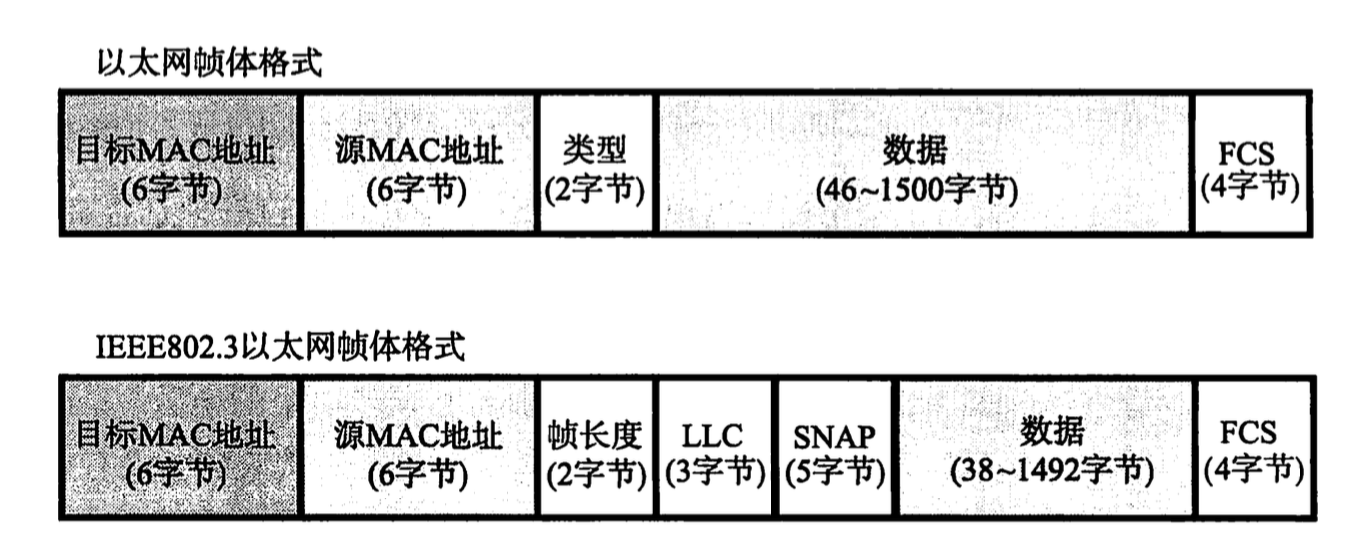 以太网帧体格式
目标MAC地址
(6字节)
源MAC地址
(6字节)
类型
(2字节)
数据
(46~1500字节)
FCS
(4字节)
IEEE802.3以太网帧体格式
目标MAC地址
(6字节)
源MAC地址
(6字节)
帧长度
(2字节)
LLC
(3字节)
SNAP
(5字节)
数据
(38~1492字节)
FCS
(4字节)